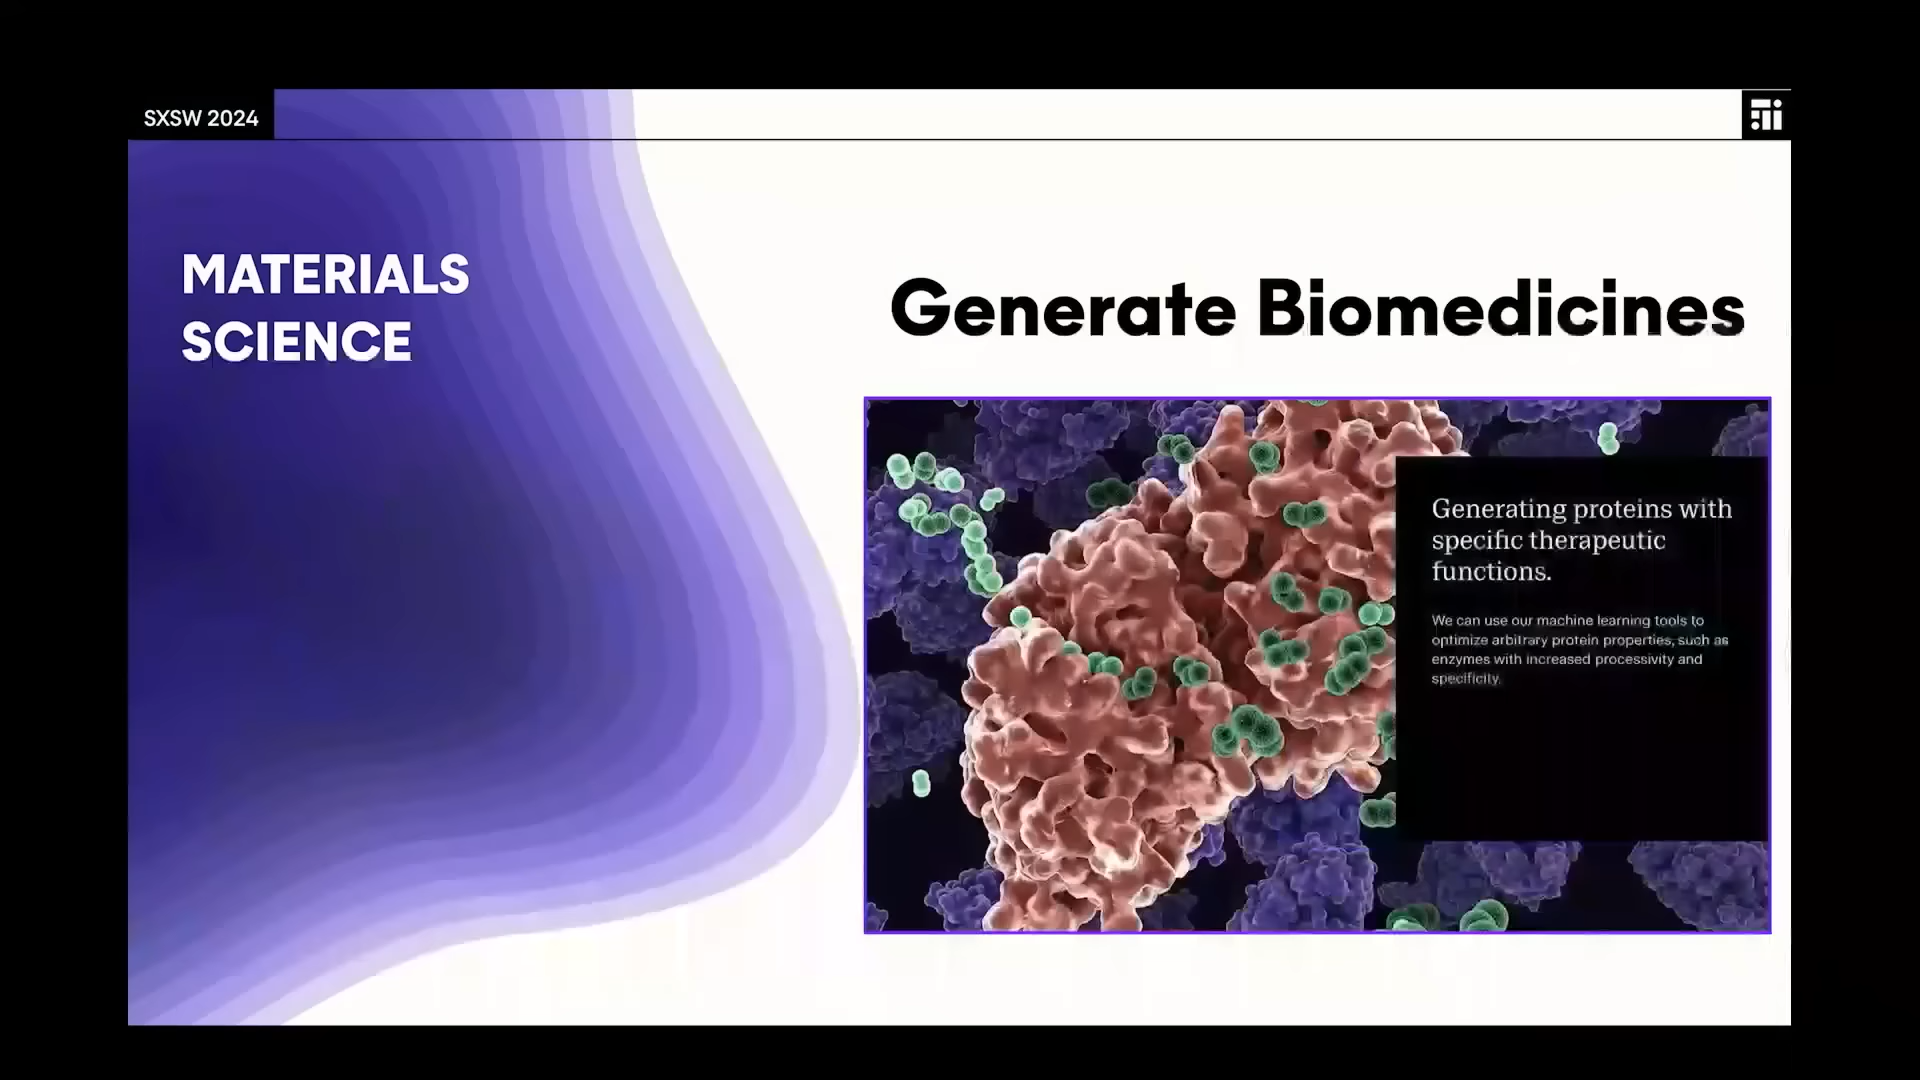 SXSW 2024
MATERIALS
SCIENCE
Generate Biomedicines
Generating proteins with
specific therapeutic
functions.
We can use our machine learning tools to
optimize arbitrary protein properties, such as
enzymes with increased processivity and
specificity.